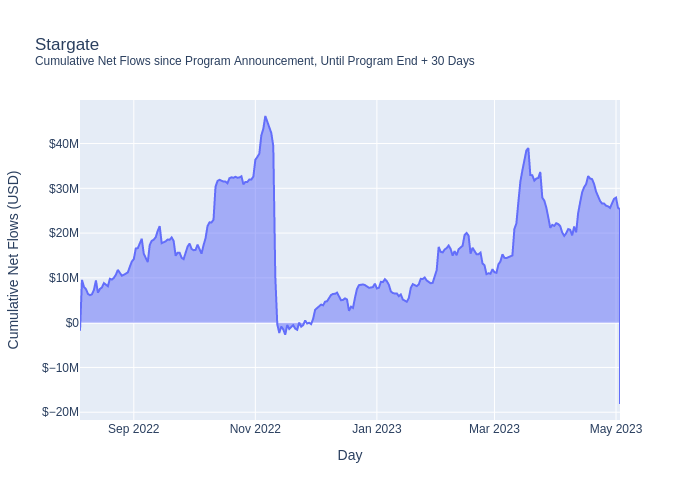 Stargate
Cumulative Net Flows since Program Announcement, Until Program End + 30 Days
Cumulative Net Flows (USD)
$40M
$30M
$20M
$10M
$0
$−10M
$−20M
Sep 2022
Nov 2022
Jan 2023
Mar 2023
May 2023
Day